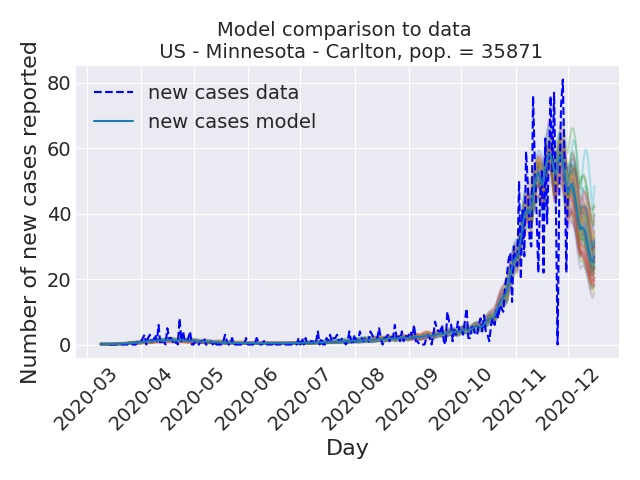 Model comparison to data
US - Minnesota - Carlton, pop. = 35871
Number of new cases reported
80
60
40
20
0
new cases data
new cases model
2020-03
2020-04
2020-05
2020-06
2020-07
2020-08
2020-09
2020-10
2020-11
2020-12
Day